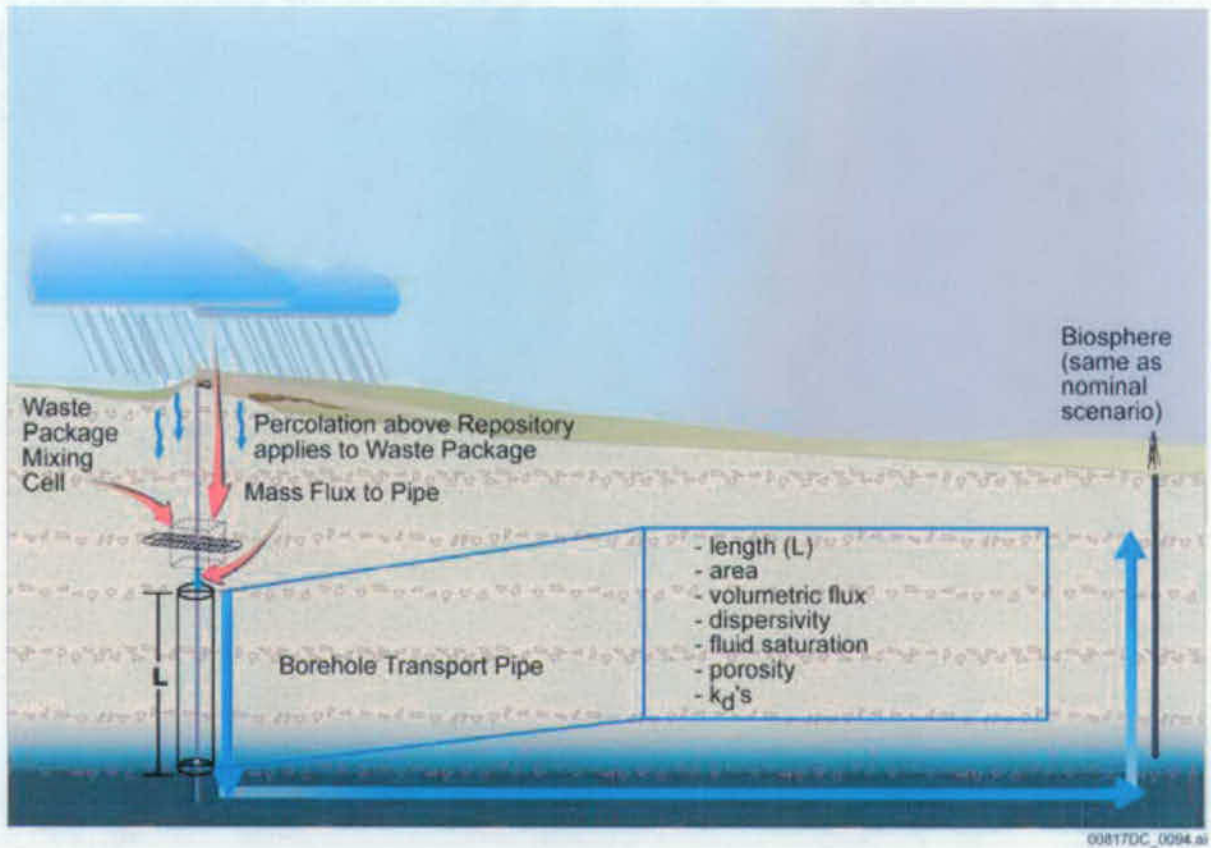 Biosphere
(same as
nominal
scenario)
Waste
Package
Mixing
Cell
Percolation above Repository
applies to Waste Package
Mass Flux to Pipe
- length (L)
- area
- volumetric flux
- dispersivity
- fluid saturation
- porosity
- kd's
Borehole Transport Pipe
L
00817DC_0094.ai